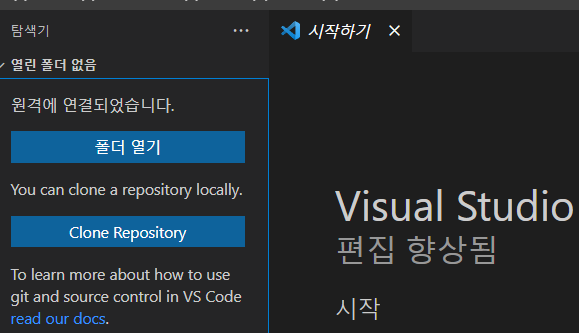 탐색기 ···
시작하기 ×
열린 폴더 없음
원격에 연결되었습니다.
폴더 열기
You can clone a repository locally.
Clone Repository
To learn more about how to use
git and source control in VS Code
read our docs.
Visual Studio
편집 향상됨
시작